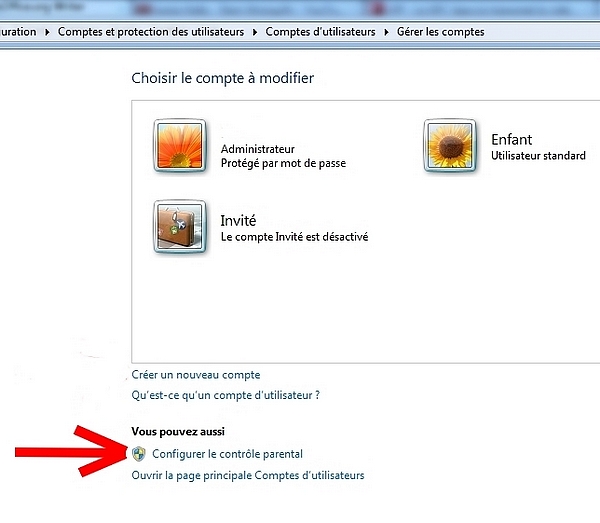 uration ▸ Comptes et protection des utilisateurs ▸ Comptes d'utilisateurs ▸ Gérer les comptes
Choisir le compte à modifier
Administrateur
Protégé par mot de passe
Enfant
Utilisateur standard
Invité
Le compte Invité est désactivé
Créer un nouveau compte
Qu'est-ce qu'un compte d'utilisateur ?
Vous pouvez aussi
Configurer le contrôle parental
Ouvrir la page principale Comptes d'utilisateurs